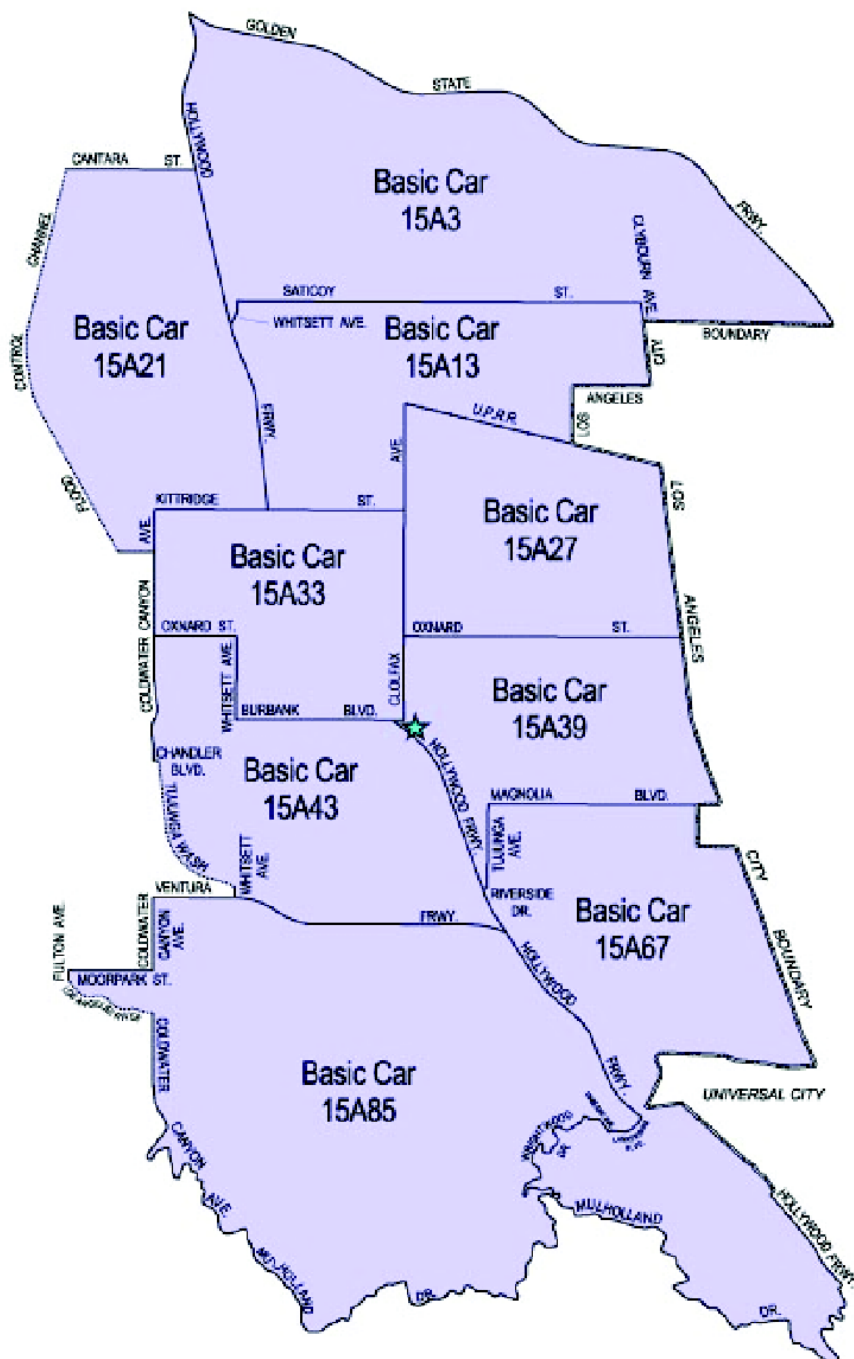 GOLDEN
STATE
FRWY.
HOLLYWOOD
CANTARA ST.
Basic Car
15A3
CHANNEL
CLYBOURN AVE.
SATICOY ST.
WHITSETT AVE.
BOUNDARY
Basic Car
15A21
Basic Car
15A13
CITY
CONTROL
ANGELES
LOS
FRWY.
U.P.R.R.
AVE.
FLOOD
KITTRIDGE ST.
LOS
AVE.
Basic Car
15A27
Basic Car
15A33
COLDWATER CANYON
OXNARD ST.
OXNARD ST.
ANGELES
WHITSETT AVE.
CLOLFAX
BURBANK BLVD.
Basic Car
15A39
CHANDLER
BLVD.
Basic Car
15A43
HOLLYWOOD FRWY.
MAGNOLIA BLVD.
TUJUNGA WASH
TUJUNGA
AVE.
WHITSETT
AVE.
CITY
VENTURA
RIVERSIDE
DR.
FRWY.
Basic Car
15A67
FULTON AVE.
COLDWATER
CANYON
AVE.
BOUNDARY
MOORPARK ST.
HOLLYWOOD
COLDWATER
Basic Car
15A85
FRWY.
UNIVERSAL CITY
CANYON
WRIGHTWOOD
AVE.
MULHOLLAND
HOLLYWOOD FRWY.
MULHOLLAND
DR.
DR.